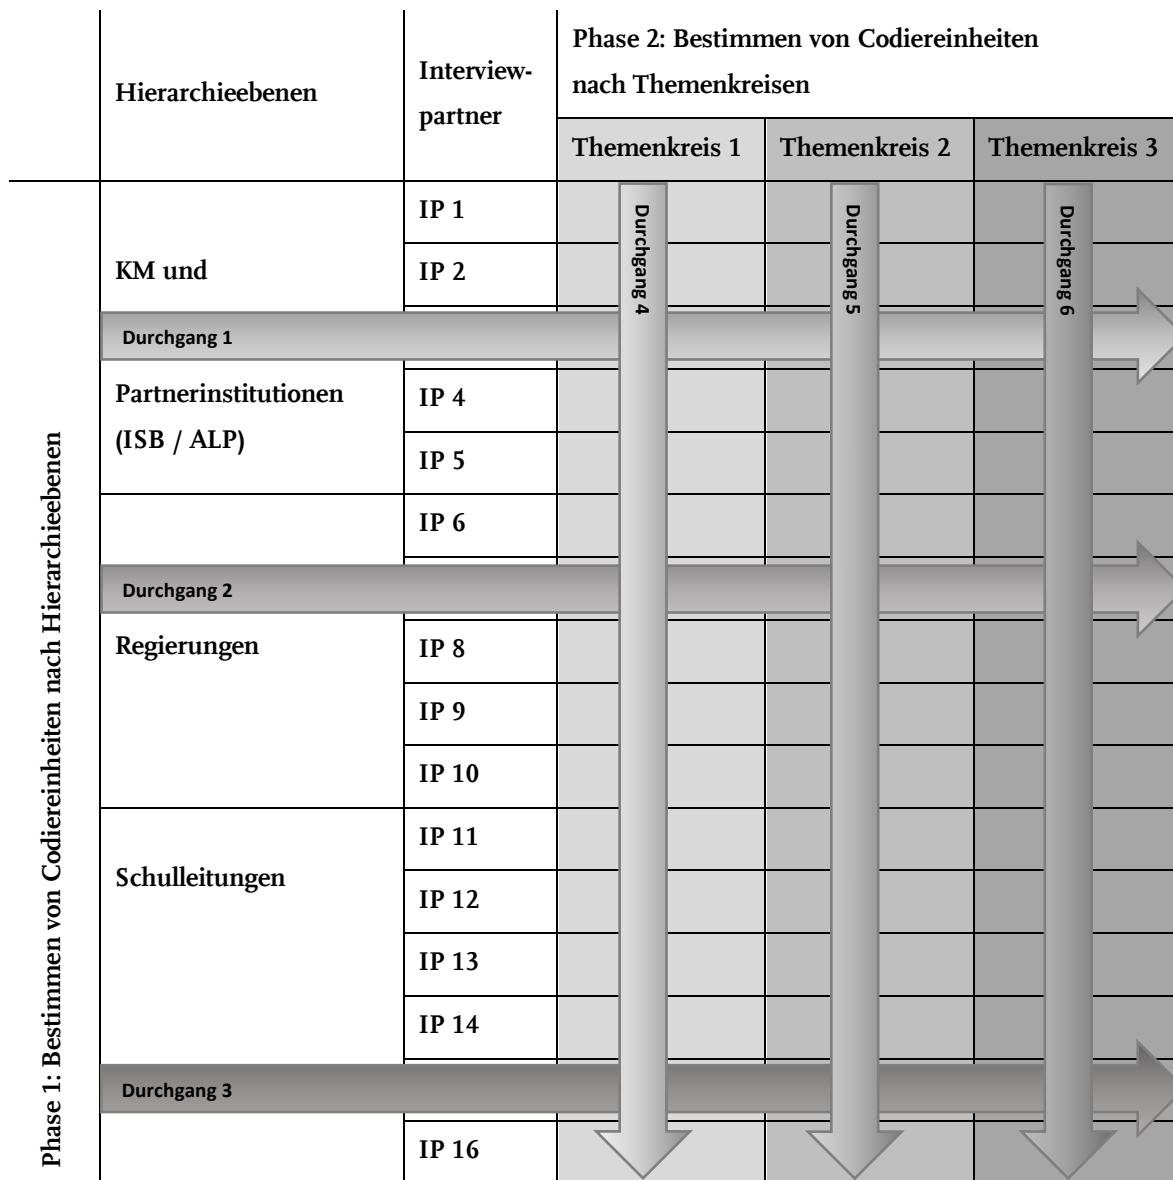 Hierarchieebenen
Interview-
partner
Phase 2: Bestimmen von Codiereinheiten
nach Themenkreisen
Themenkreis 1
Themenkreis 2
Themenkreis 3
Phase 1: Bestimmen von Codiereinheiten nach Hierarchieebenen
Durchgang 4
Durchgang 5
Durchgang 6
IP 1
KM und
IP 2
Durchgang 1
Partnerinstitutionen
(ISB / ALP)
IP 4
IP 5
IP 6
Durchgang 2
Regierungen
IP 8
IP 9
IP 10
IP 11
Schulleitungen
IP 12
IP 13
IP 14
Durchgang 3
IP 16